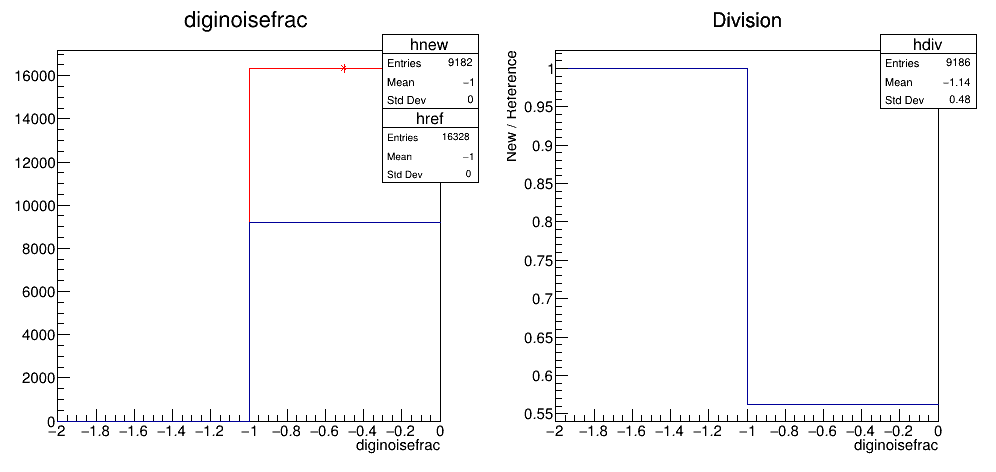 diginoisefrac
hnew
Entries 9182
Mean −1
Std Dev 0
href
Entries 16328
Mean −1
Std Dev 0
16000
14000
12000
10000
8000
6000
4000
2000
0
−2 −1.8 −1.6 −1.4 −1.2 −1 −0.8 −0.6 −0.4 −0.2 0
diginoisefrac
Division
hdiv
Entries 9186
Mean −1.14
Std Dev 0.48
New / Reference
1
0.95
0.9
0.85
0.8
0.75
0.7
0.65
0.6
0.55
−2 −1.8 −1.6 −1.4 −1.2 −1 −0.8 −0.6 −0.4 −0.2 0
diginoisefrac